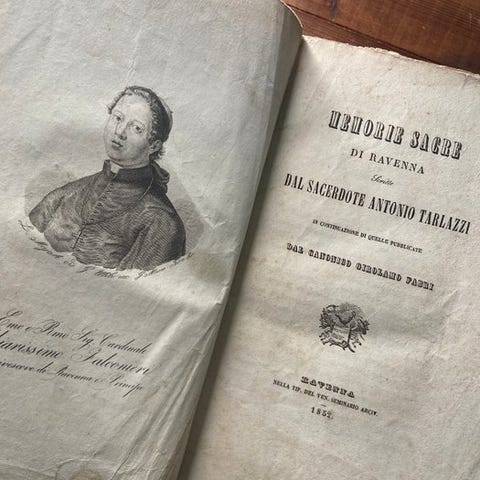 Emo e Rmo Sig. Cardinale
Chiarissimo Falconieri
Arcivescovo di Ravenna e Principe
MEMORIE SACRE
DI RAVENNA
Scritte
DAL SACERDOTE ANTONIO TARLAZZI
IN CONTINUAZIONE DI QUELLE PUBBLICATE
DAL CANONICO GIROLAMO FABRI
RAVENNA
NELLA TIP. DEL VEN. SEMINARIO ARCIV.
1852